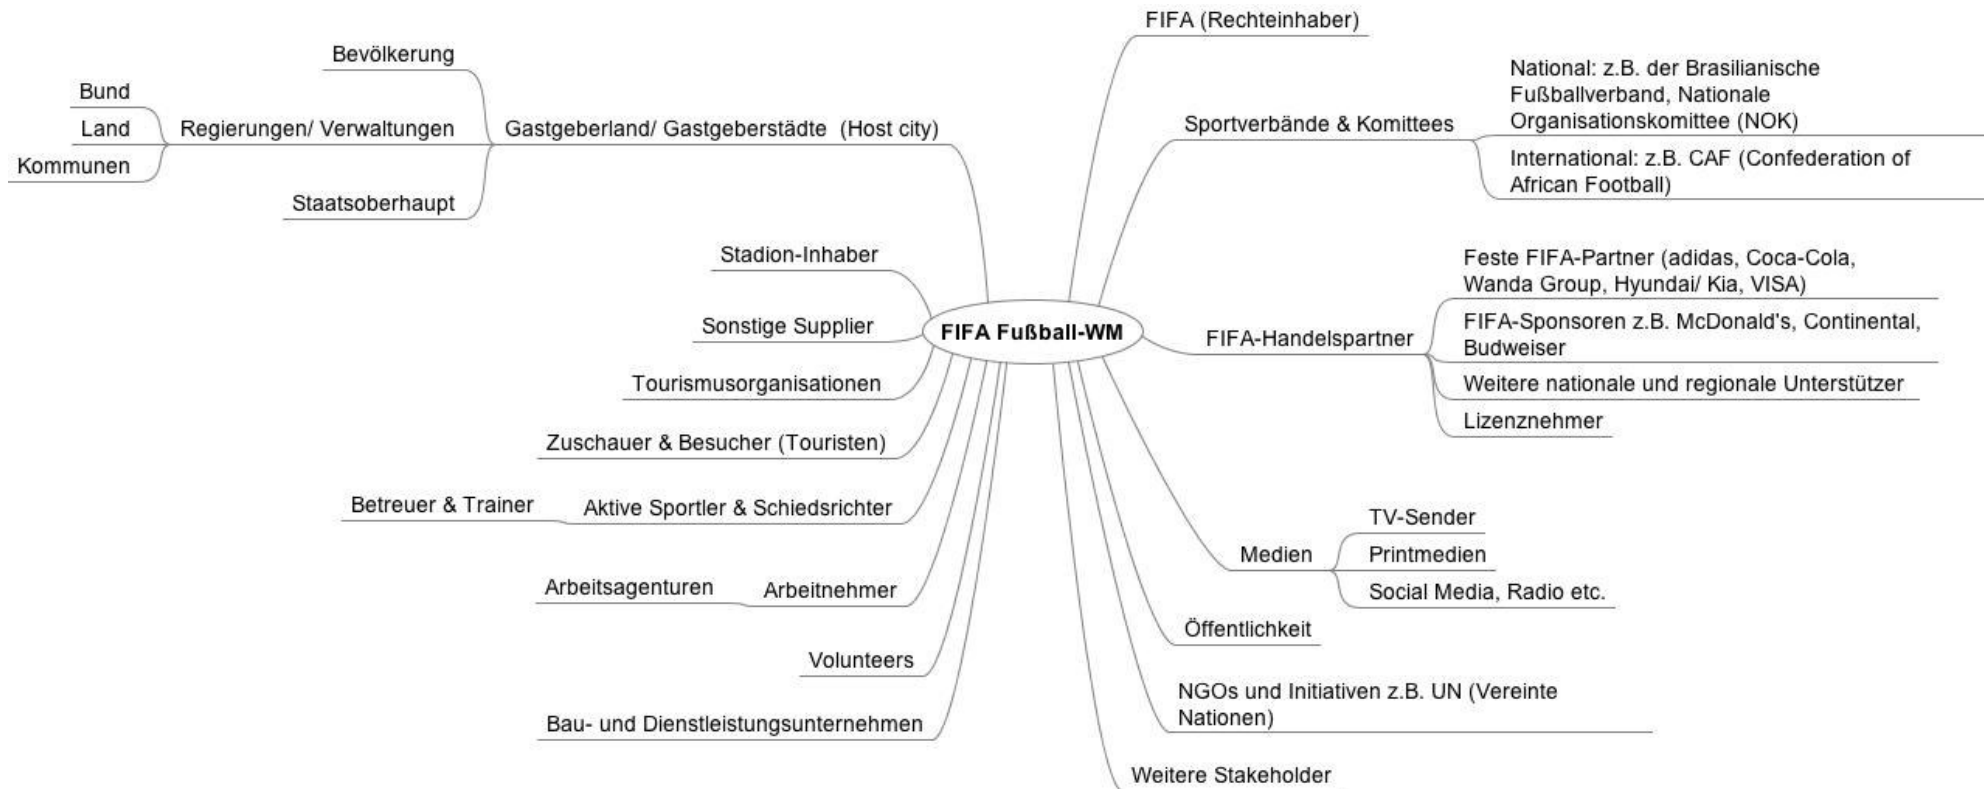 FIFA (Rechteinhaber)
Bevölkerung
National: z.B. der Brasilianische
Fußballverband, Nationale
Organisationskomittee (NOK)
Bund
Land
Kommunen
Regierungen/ Verwaltungen
Gastgeberland/ Gastgeberstädte  (Host city)
Sportverbände & Komittees
International: z.B. CAF (Confederation of
African Football)
Staatsoberhaupt
Stadion-Inhaber
Feste FIFA-Partner (adidas, Coca-Cola,
Wanda Group, Hyundai/ Kia, VISA)
Sonstige Supplier
FIFA Fußball-WM
FIFA-Handelspartner
FIFA-Sponsoren z.B. McDonald's, Continental,
Budweiser
Tourismusorganisationen
Weitere nationale und regionale Unterstützer
Lizenznehmer
Zuschauer & Besucher (Touristen)
Betreuer & Trainer
Aktive Sportler & Schiedsrichter
TV-Sender
Medien
Printmedien
Social Media, Radio etc.
Arbeitsagenturen
Arbeitnehmer
Öffentlichkeit
Volunteers
NGOs und Initiativen z.B. UN (Vereinte
Nationen)
Bau- und Dienstleistungsunternehmen
Weitere Stakeholder